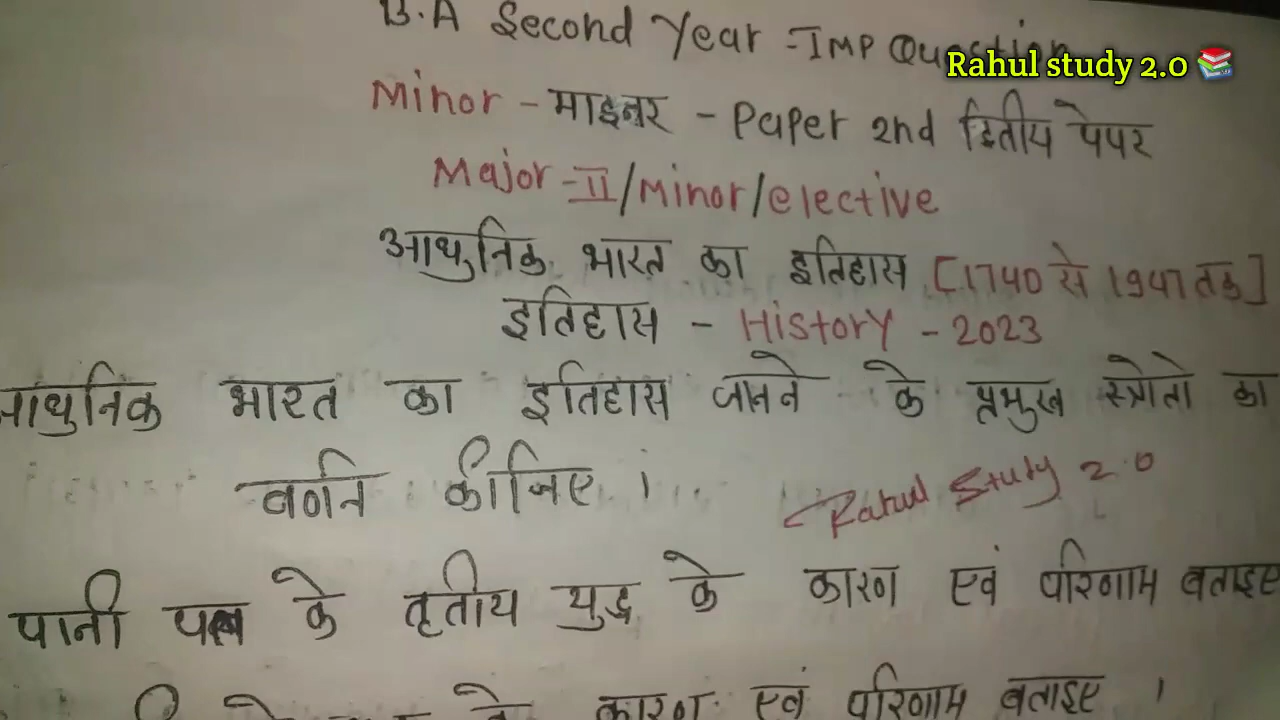 B.A Second Year - IMP Question
Rahul study 2.0
Minor - माइनर - Paper 2nd द्वितीय पेपर
Major - II/Minor/elective
आधुनिक भारत का इतिहास [1740 से 1947 तक]
इतिहास - History - 2023
आधुनिक भारत का इतिहास जानने के प्रमुख स्त्रोतो का
वर्णन कीजिए ।
Rahul Study 2.0
पानी पत के तृतीय युद्ध के कारण एवं परिणाम बताइए
कारण एवं परिणाम बताइए ।